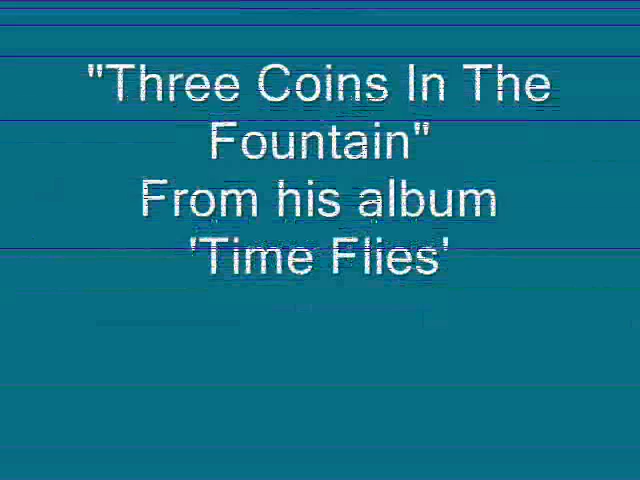 "Three Coins In The
Fountain"
From his album
'Time Flies'